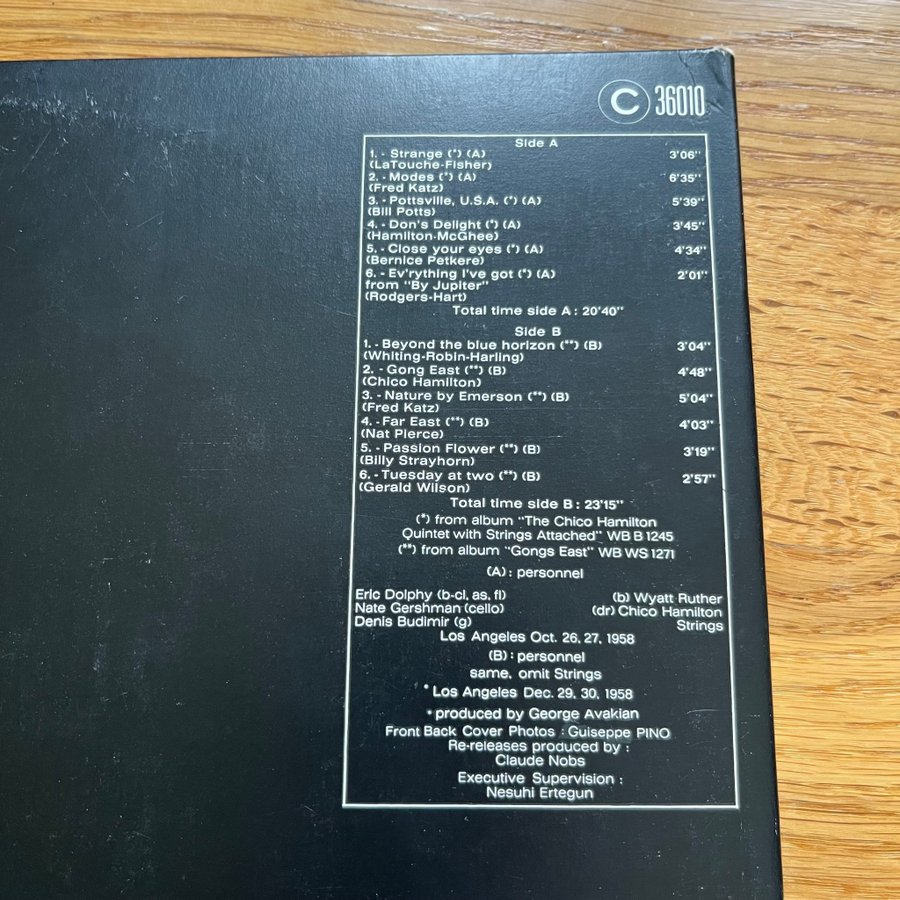 C 36010
Side A
1. - Strange (*) (A) 3'06''
(LaTouche-Fisher)
2. - Modes (*) (A) 6'35''
(Fred Katz)
3. - Pottsville, U.S.A. (*) (A) 5'39''
(Bill Potts)
4. - Don's Delight (*) (A) 3'45''
(Hamilton-McGhee)
5. - Close your eyes (*) (A) 4'34''
(Bernice Petkere)
6. - Ev'rything I've got (*) (A) 2'01''
from "By Jupiter"
(Rodgers-Hart)
Total time side A : 20'40''
Side B
1. - Beyond the blue horizon (**) (B) 3'04''
(Whiting-Robin-Harling)
2. - Gong East (**) (B) 4'48''
(Chico Hamilton)
3. - Nature by Emerson (**) (B) 5'04''
(Fred Katz)
4. - Far East (**) (B) 4'03''
(Nat Pierce)
5. - Passion Flower (**) (B) 3'19''
(Billy Strayhorn)
6. - Tuesday at two (**) (B) 2'57''
(Gerald Wilson)
Total time side B : 23'15''
(*) from album "The Chico Hamilton
Quintet with Strings Attached" WB B 1245
(**) from album "Gongs East" WB WS 1271
(A) : personnel
Eric Dolphy (b-cl, as, fl) (b) Wyatt Ruther
Nate Gershman (cello) (dr) Chico Hamilton
Denis Budimir (g) Strings
Los Angeles Oct. 26, 27, 1958
(B) : personnel
same, omit Strings
Los Angeles Dec. 29, 30, 1958
produced by George Avakian
Front Back Cover Photos : Guiseppe PINO
Re-releases produced by :
Claude Nobs
Executive Supervision :
Nesuhi Ertegun